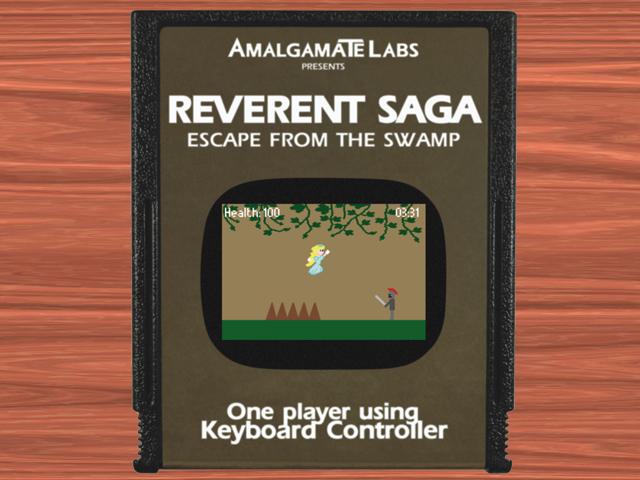 AMALGAMATE LABS
PRESENTS
REVERENT SAGA
ESCAPE FROM THE SWAMP
Health: 100 03:31
One player using
Keyboard Controller